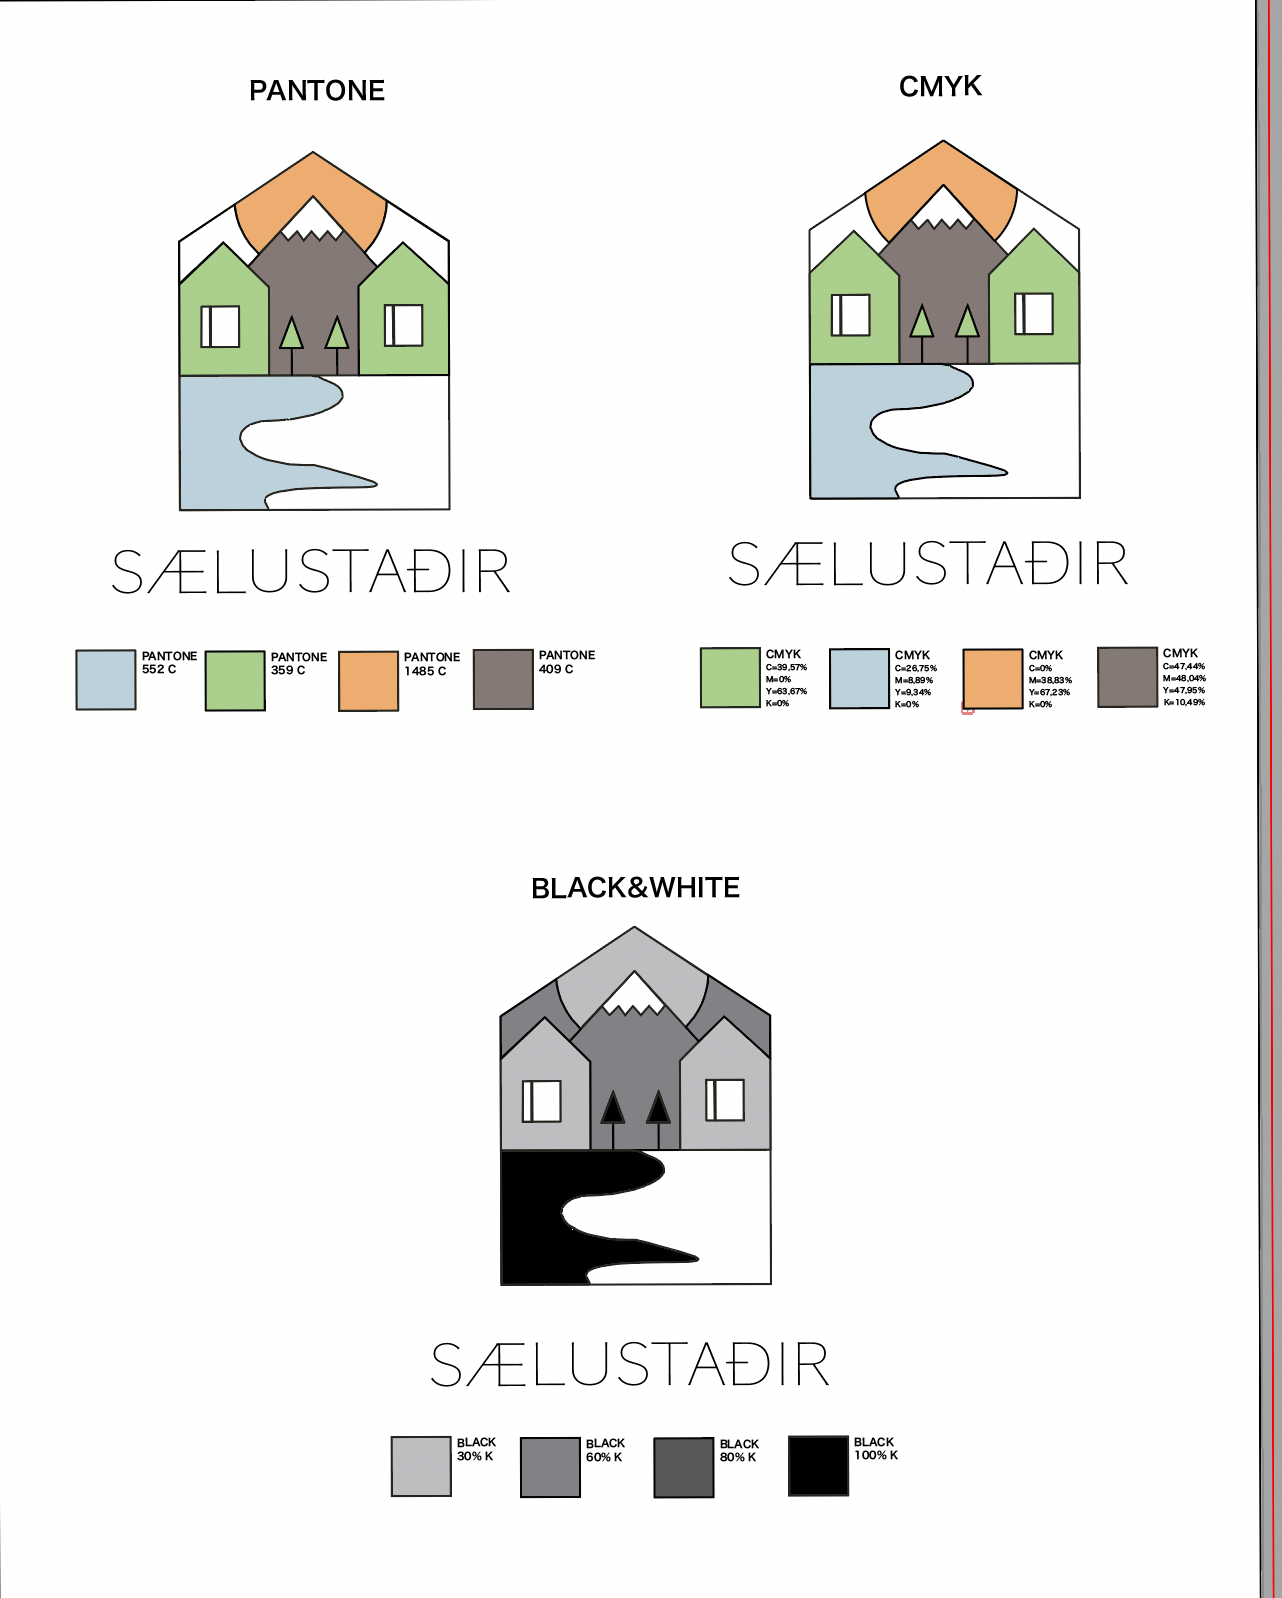 PANTONE
SÆLUSTAÐIR
PANTONE
552 C
PANTONE
359 C
PANTONE
1485 C
PANTONE
409 C
CMYK
SÆLUSTAÐIR
CMYK
C=39,57%
M=0%
Y=63,67%
K=0%
CMYK
C=26,75%
M=8,89%
Y=9,34%
K=0%
CMYK
C=0%
M=38,83%
Y=67,23%
K=0%
CMYK
C=47,44%
M=48,04%
Y=47,95%
K=10,49%
BLACK&WHITE
SÆLUSTAÐIR
BLACK
30% K
BLACK
60% K
BLACK
80% K
BLACK
100% K